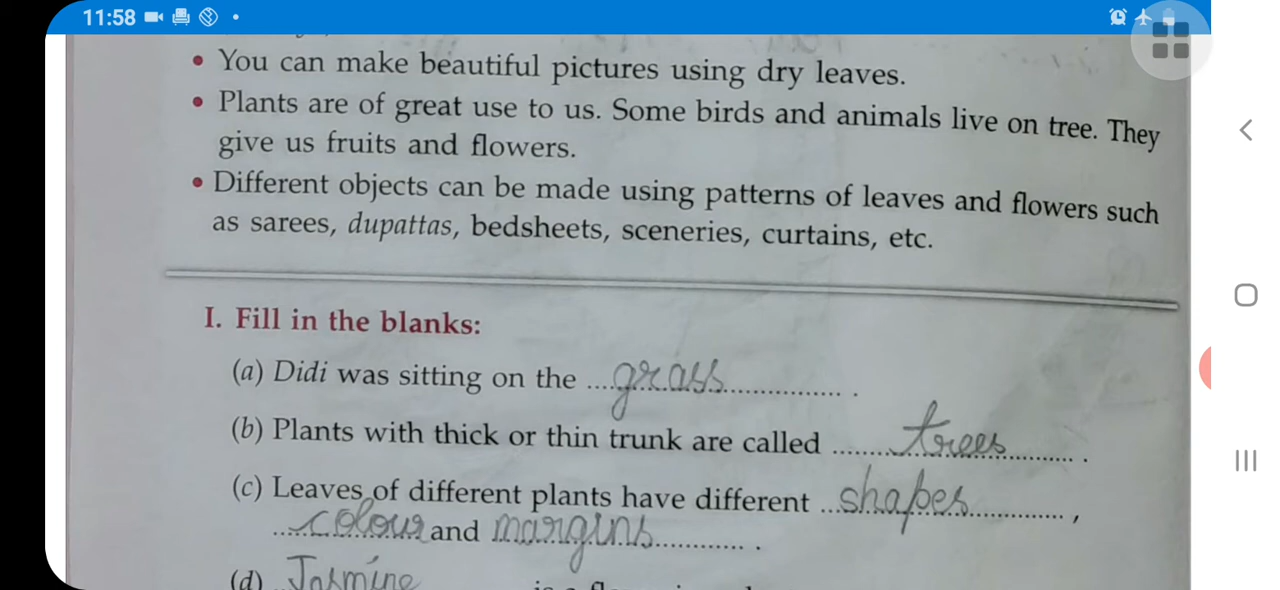 11:58
• You can make beautiful pictures using dry leaves.
• Plants are of great use to us. Some birds and animals live on tree. They
give us fruits and flowers.
• Different objects can be made using patterns of leaves and flowers such
as sarees, dupattas, bedsheets, sceneries, curtains, etc.
I. Fill in the blanks:
(a) Didi was sitting on the ...grass.............. .
(b) Plants with thick or thin trunk are called ........trees......... .
(c) Leaves of different plants have different ...shapes.............. ,
...colour and margins............ .
(d) Jasmine